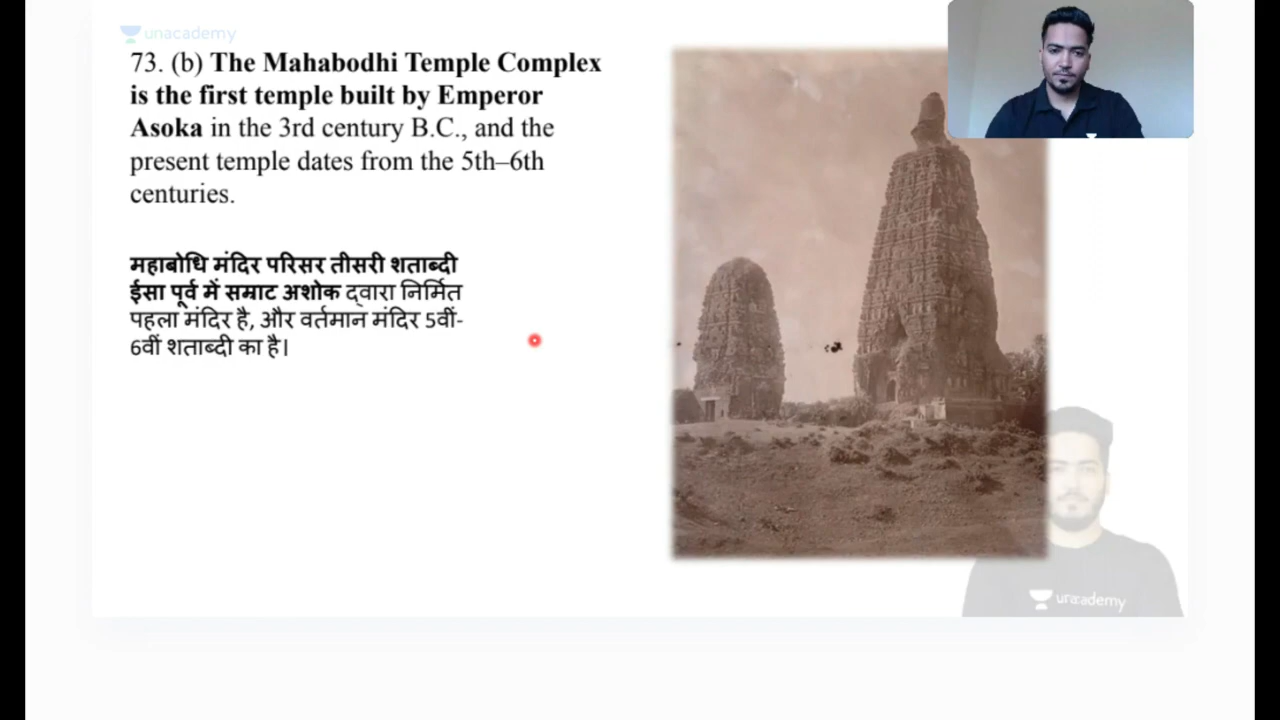 unacademy
73. (b) The Mahabodhi Temple Complex
is the first temple built by Emperor
Asoka in the 3rd century B.C., and the
present temple dates from the 5th–6th
centuries.
महाबोधि मंदिर परिसर तीसरी शताब्दी
ईसा पूर्व में सम्राट अशोक द्वारा निर्मित
पहला मंदिर है, और वर्तमान मंदिर 5वीं-
6वीं शताब्दी का है।
unacademy